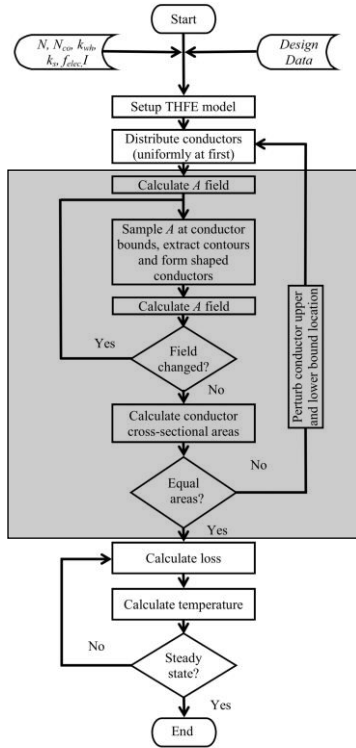 Start
N, N_co, k_wh,
k_s, f_elec, I
Design
Data
Setup THFE model
Distribute conductors
(uniformly at first)
Calculate A field
Sample A at conductor
bounds, extract contours
and form shaped
conductors
Calculate A field
Yes
Field
changed?
No
Calculate conductor
cross-sectional areas
Perturb conductor upper
and lower bound location
No
Equal
areas?
Yes
Calculate loss
Calculate temperature
No
Steady
state?
Yes
End